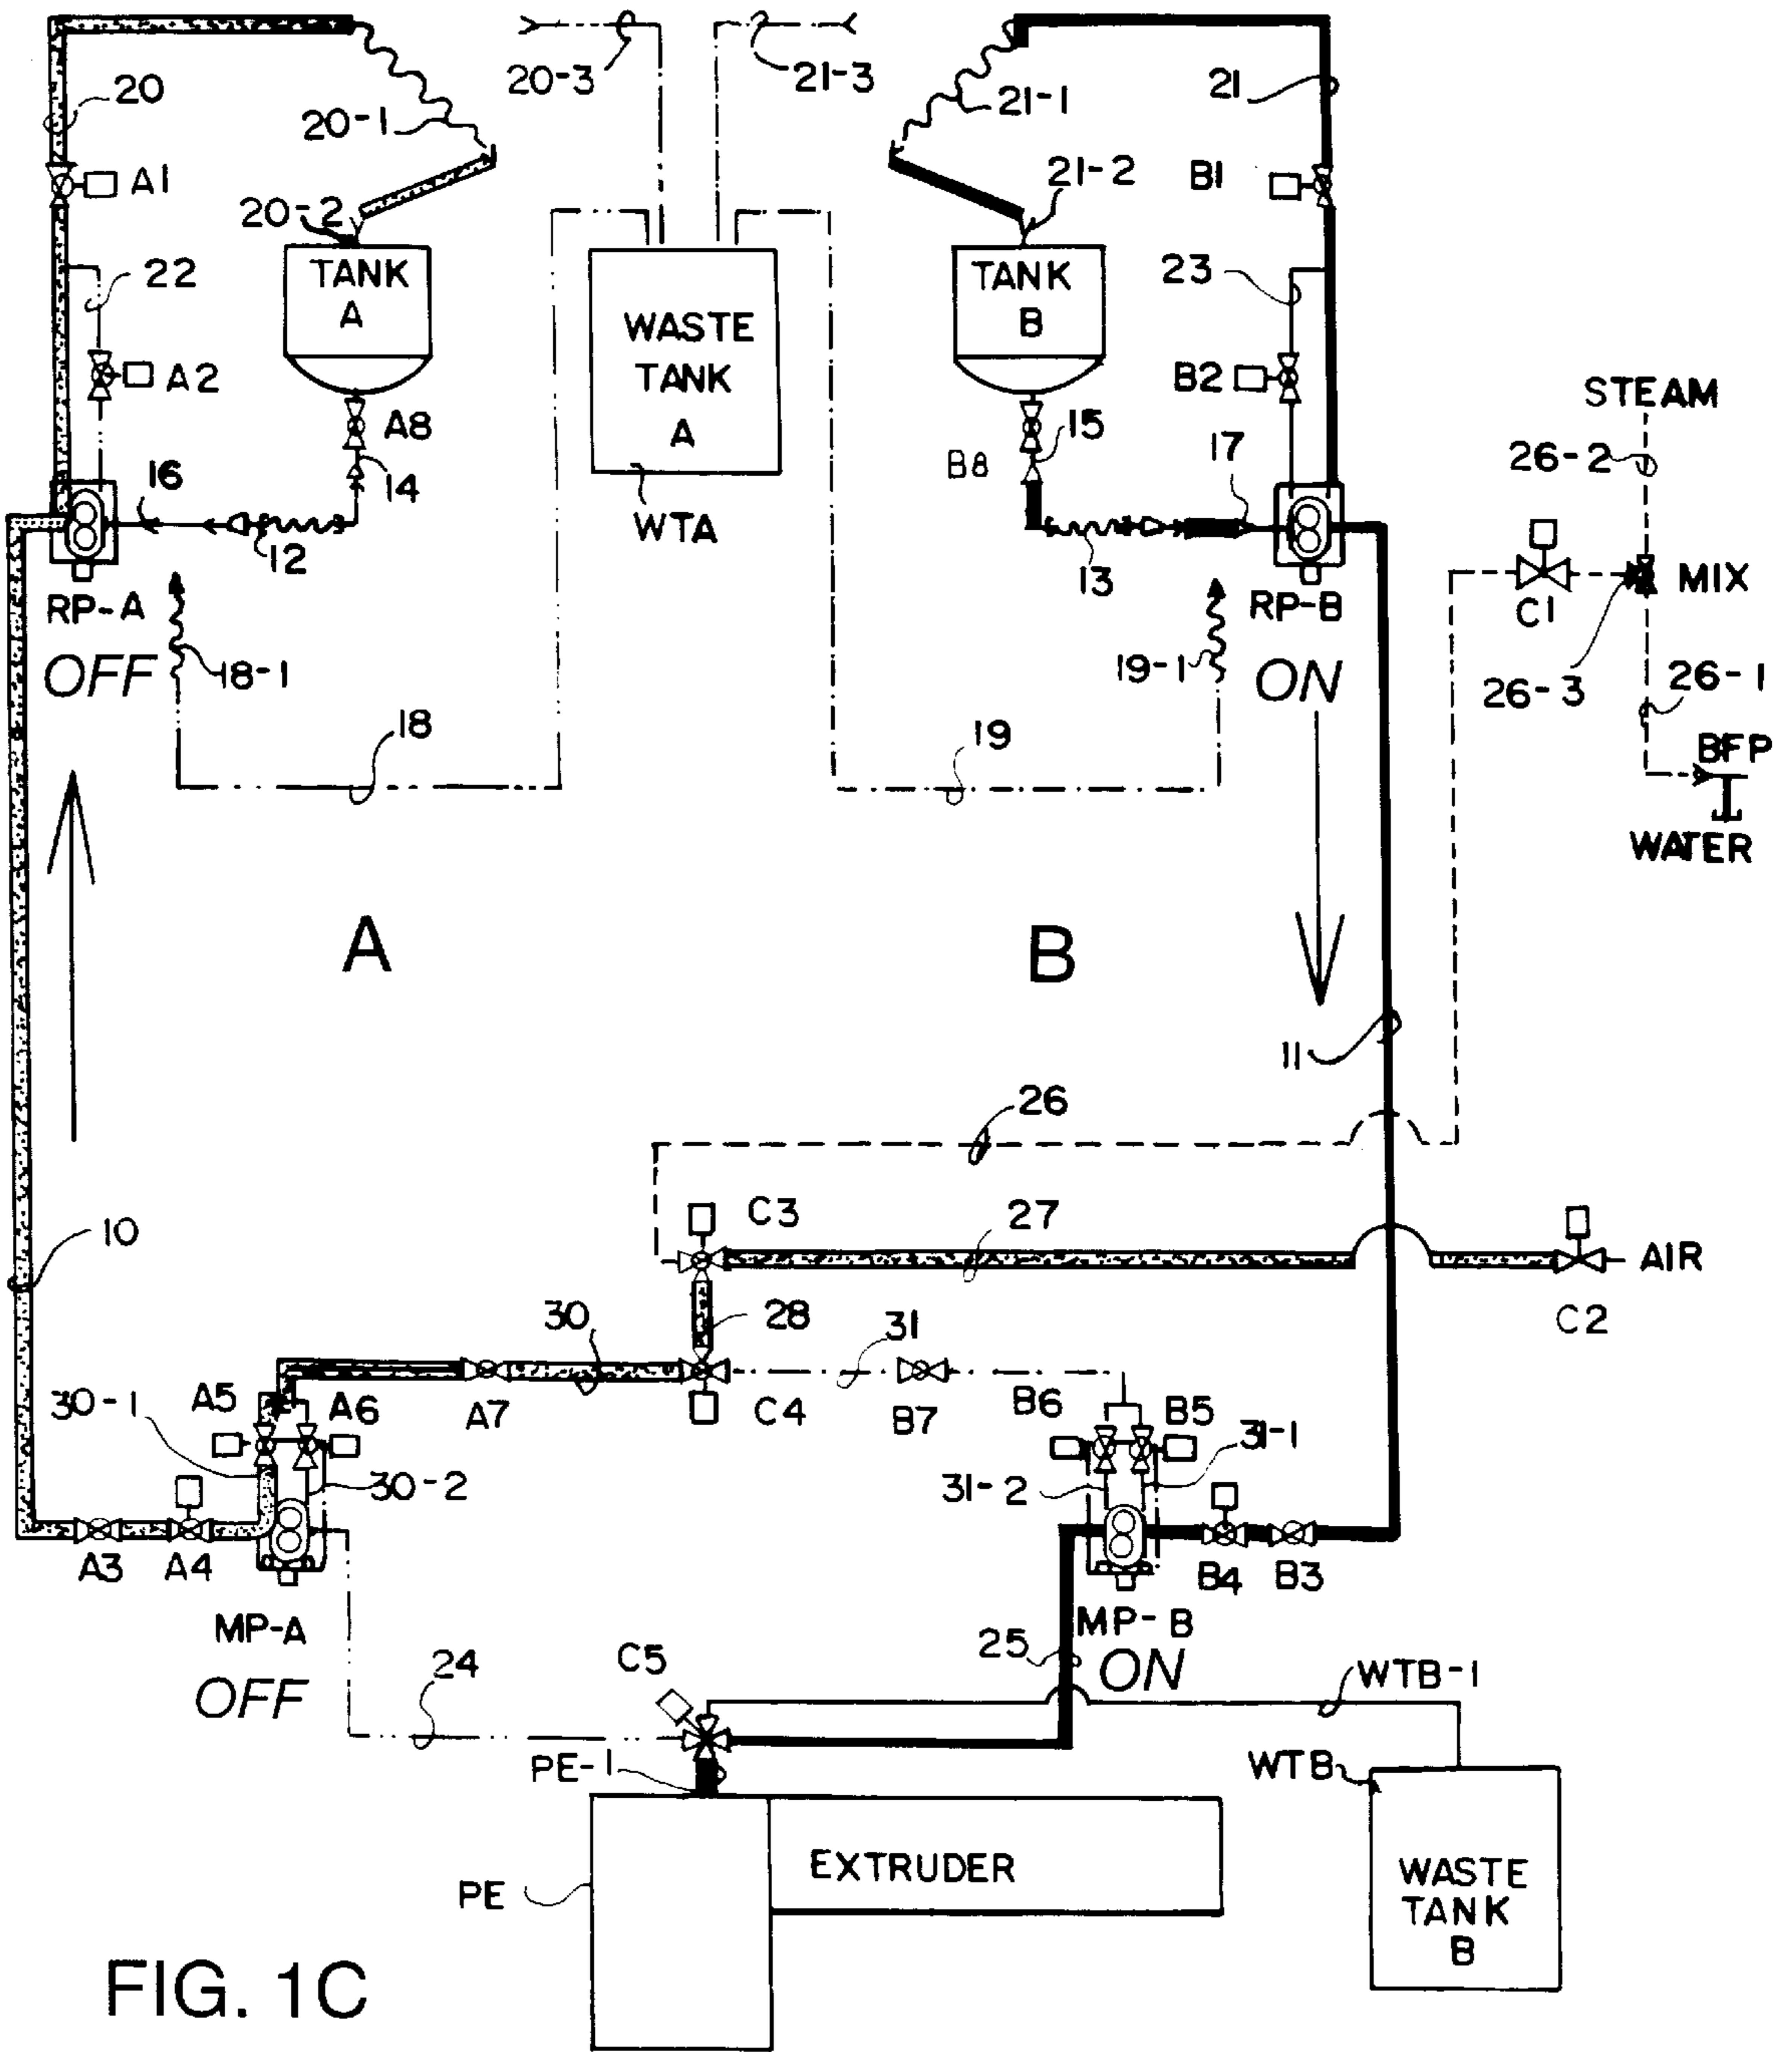 20-3
21-3
20
20-1
21-1
21
A1
20-2
21-2
B1
22
TANK
A
WASTE
TANK
A
TANK
B
23
A2
B2
STEAM
A8
14
15
B8
17
26-2
16
12
WTA
13
C1
MIX
RP-A
RP-B
OFF
18-1
19-1
ON
26-3
26-1
18
19
BFP
WATER
A
B
11
26
10
C3
27
AIR
28
C2
30
31
30-1
A5
A6
A7
C4
B7
B6
B5
31-1
30-2
31-2
A3
A4
B4
B3
MP-A
MP-B
OFF
24
C5
25
ON
WTB-1
PE-1
WTB
EXTRUDER
PE
WASTE
TANK
B
FIG. 1C